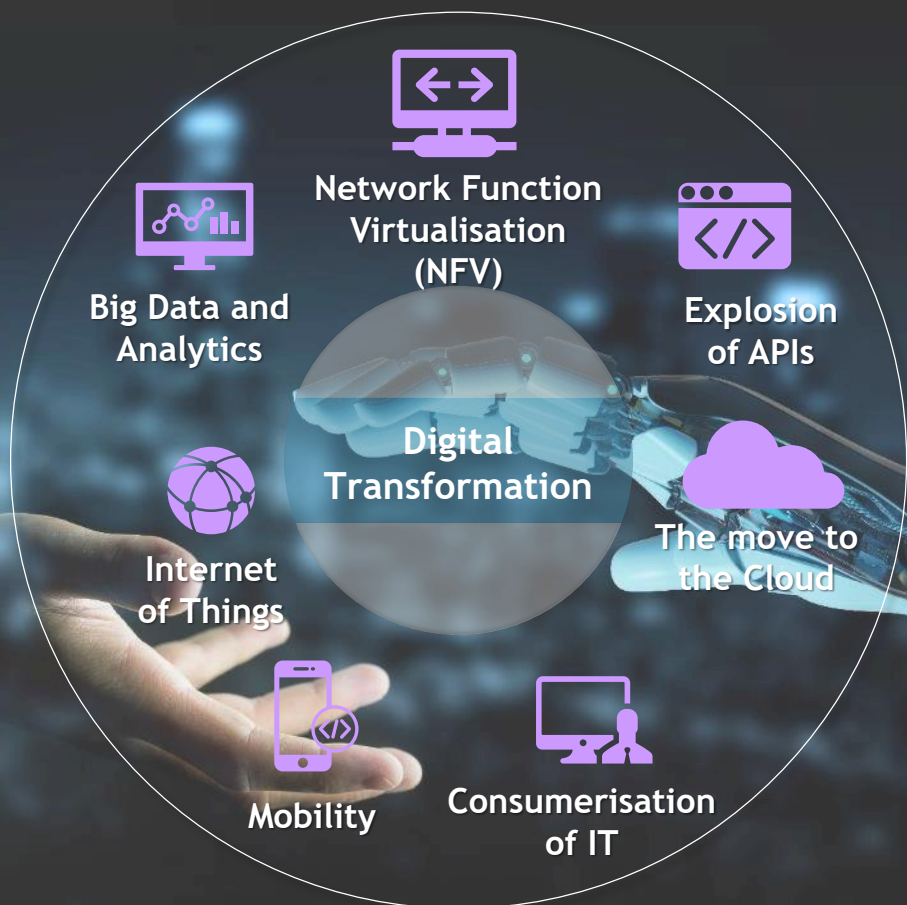 Network Function
Virtualisation
(NFV)
Explosion
of APIs
The move to
the Cloud
Consumerisation
of IT
Mobility
Internet
of Things
Big Data and
Analytics
Digital
Transformation